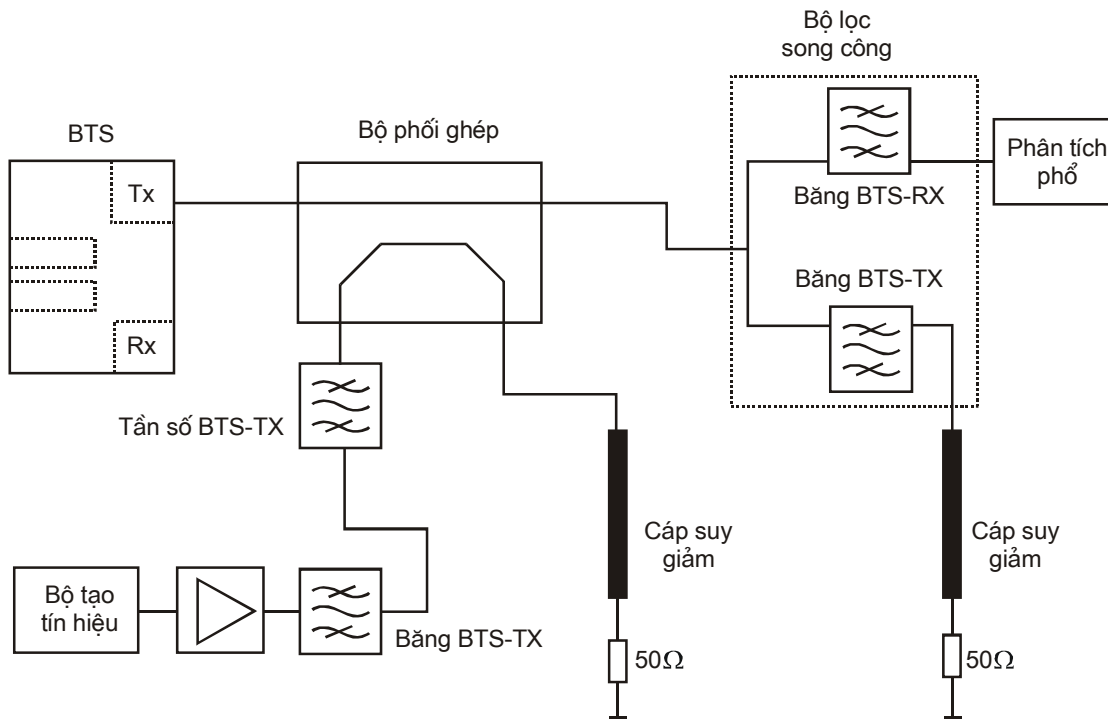 Bộ lọc
song công
BTS
Bộ phối ghép
Tx
Phân tích
phổ
Băng BTS-RX
Băng BTS-TX
Rx
Tần số BTS-TX
Cáp suy
giảm
Cáp suy
giảm
Bộ tạo
tín hiệu
Băng BTS-TX
50Ω
50Ω